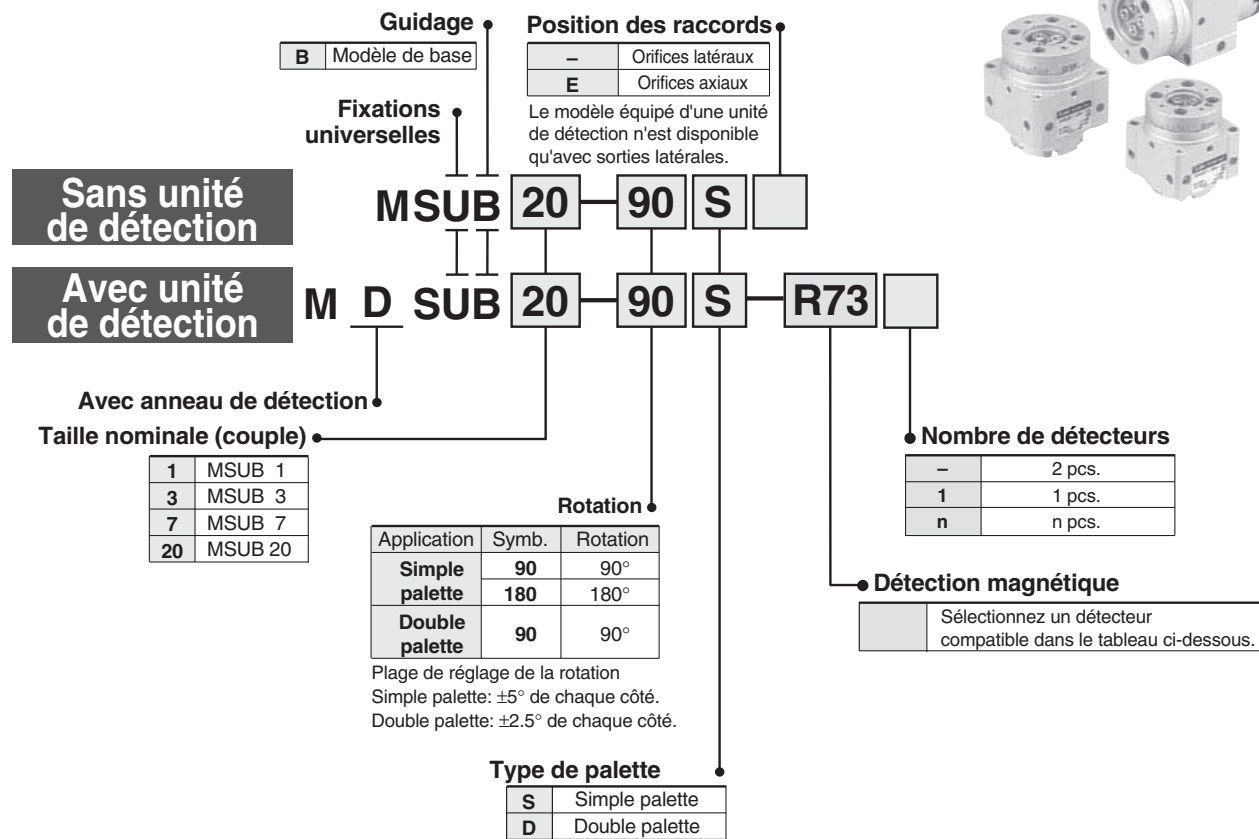 Guidage
B Modèle de base
Position des raccords
– Orifices latéraux
E Orifices axiaux
Le modèle équipé d'une unité
de détection n'est disponible
qu'avec sorties latérales.
Fixations
universelles
Sans unité
de détection
MSUB 20 – 90 S
Avec unité
de détection
M D SUB 20 – 90 S – R73
Avec anneau de détection
Taille nominale (couple)
1 MSUB 1
3 MSUB 3
7 MSUB 7
20 MSUB 20
Rotation
Application Symb. Rotation
Simple
palette
90 90°
180 180°
Double
palette
90 90°
Plage de réglage de la rotation
Simple palette: ±5° de chaque côté.
Double palette: ±2.5° de chaque côté.
Nombre de détecteurs
– 2 pcs.
1 1 pcs.
n n pcs.
Détection magnétique
Sélectionnez un détecteur
compatible dans le tableau ci-dessous.
Type de palette
S Simple palette
D Double palette